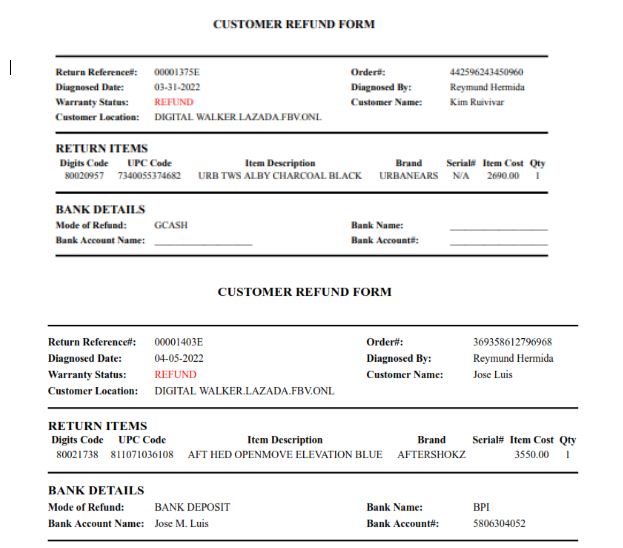 CUSTOMER REFUND FORM
Return Reference#: 00001375E Order#: 442596243450960
Diagnosed Date: 03-31-2022 Diagnosed By: Reymund Hermida
Warranty Status: REFUND Customer Name: Kim Ruivivar
Customer Location: DIGITAL WALKER.LAZADA.FBV.ONL
RETURN ITEMS
Digits Code UPC Code Item Description Brand Serial# Item Cost Qty
80020957 7340055374682 URB TWS ALBY CHARCOAL BLACK URBANEARS N/A 2690.00 1
BANK DETAILS
Mode of Refund: GCASH Bank Name:
Bank Account Name: Bank Account#:
CUSTOMER REFUND FORM
Return Reference#: 00001403E Order#: 369358612796968
Diagnosed Date: 04-05-2022 Diagnosed By: Reymund Hermida
Warranty Status: REFUND Customer Name: Jose Luis
Customer Location: DIGITAL WALKER.LAZADA.FBV.ONL
RETURN ITEMS
Digits Code UPC Code Item Description Brand Serial# Item Cost Qty
80021738 811071036108 AFT HED OPENMOVE ELEVATION BLUE AFTERSHOKZ 3550.00 1
BANK DETAILS
Mode of Refund: BANK DEPOSIT Bank Name: BPI
Bank Account Name: Jose M. Luis Bank Account#: 5806304052